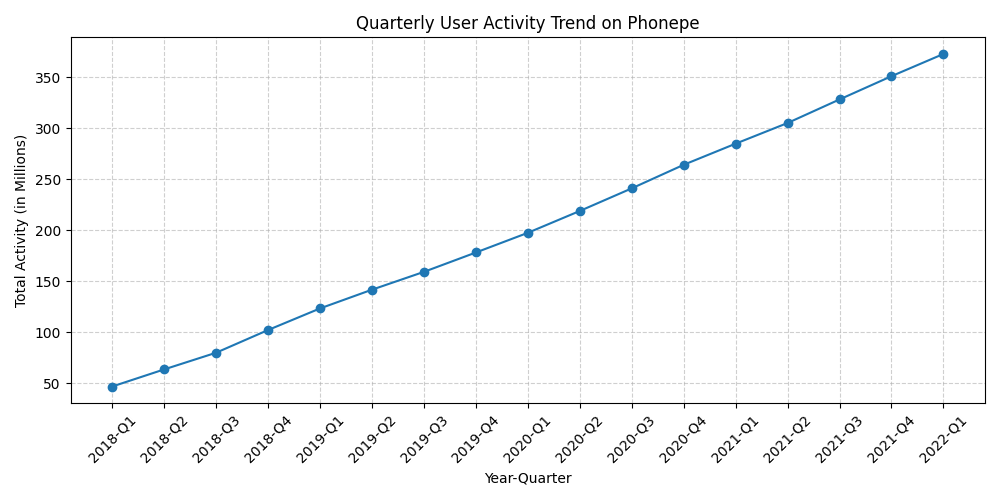 Quarterly User Activity Trend on Phonepe
Total Activity (in Millions)
350
300
250
200
150
100
50
2018-Q1
2018-Q2
2018-Q3
2018-Q4
2019-Q1
2019-Q2
2019-Q3
2019-Q4
2020-Q1
2020-Q2
2020-Q3
2020-Q4
2021-Q1
2021-Q2
2021-Q3
2021-Q4
2022-Q1
Year-Quarter